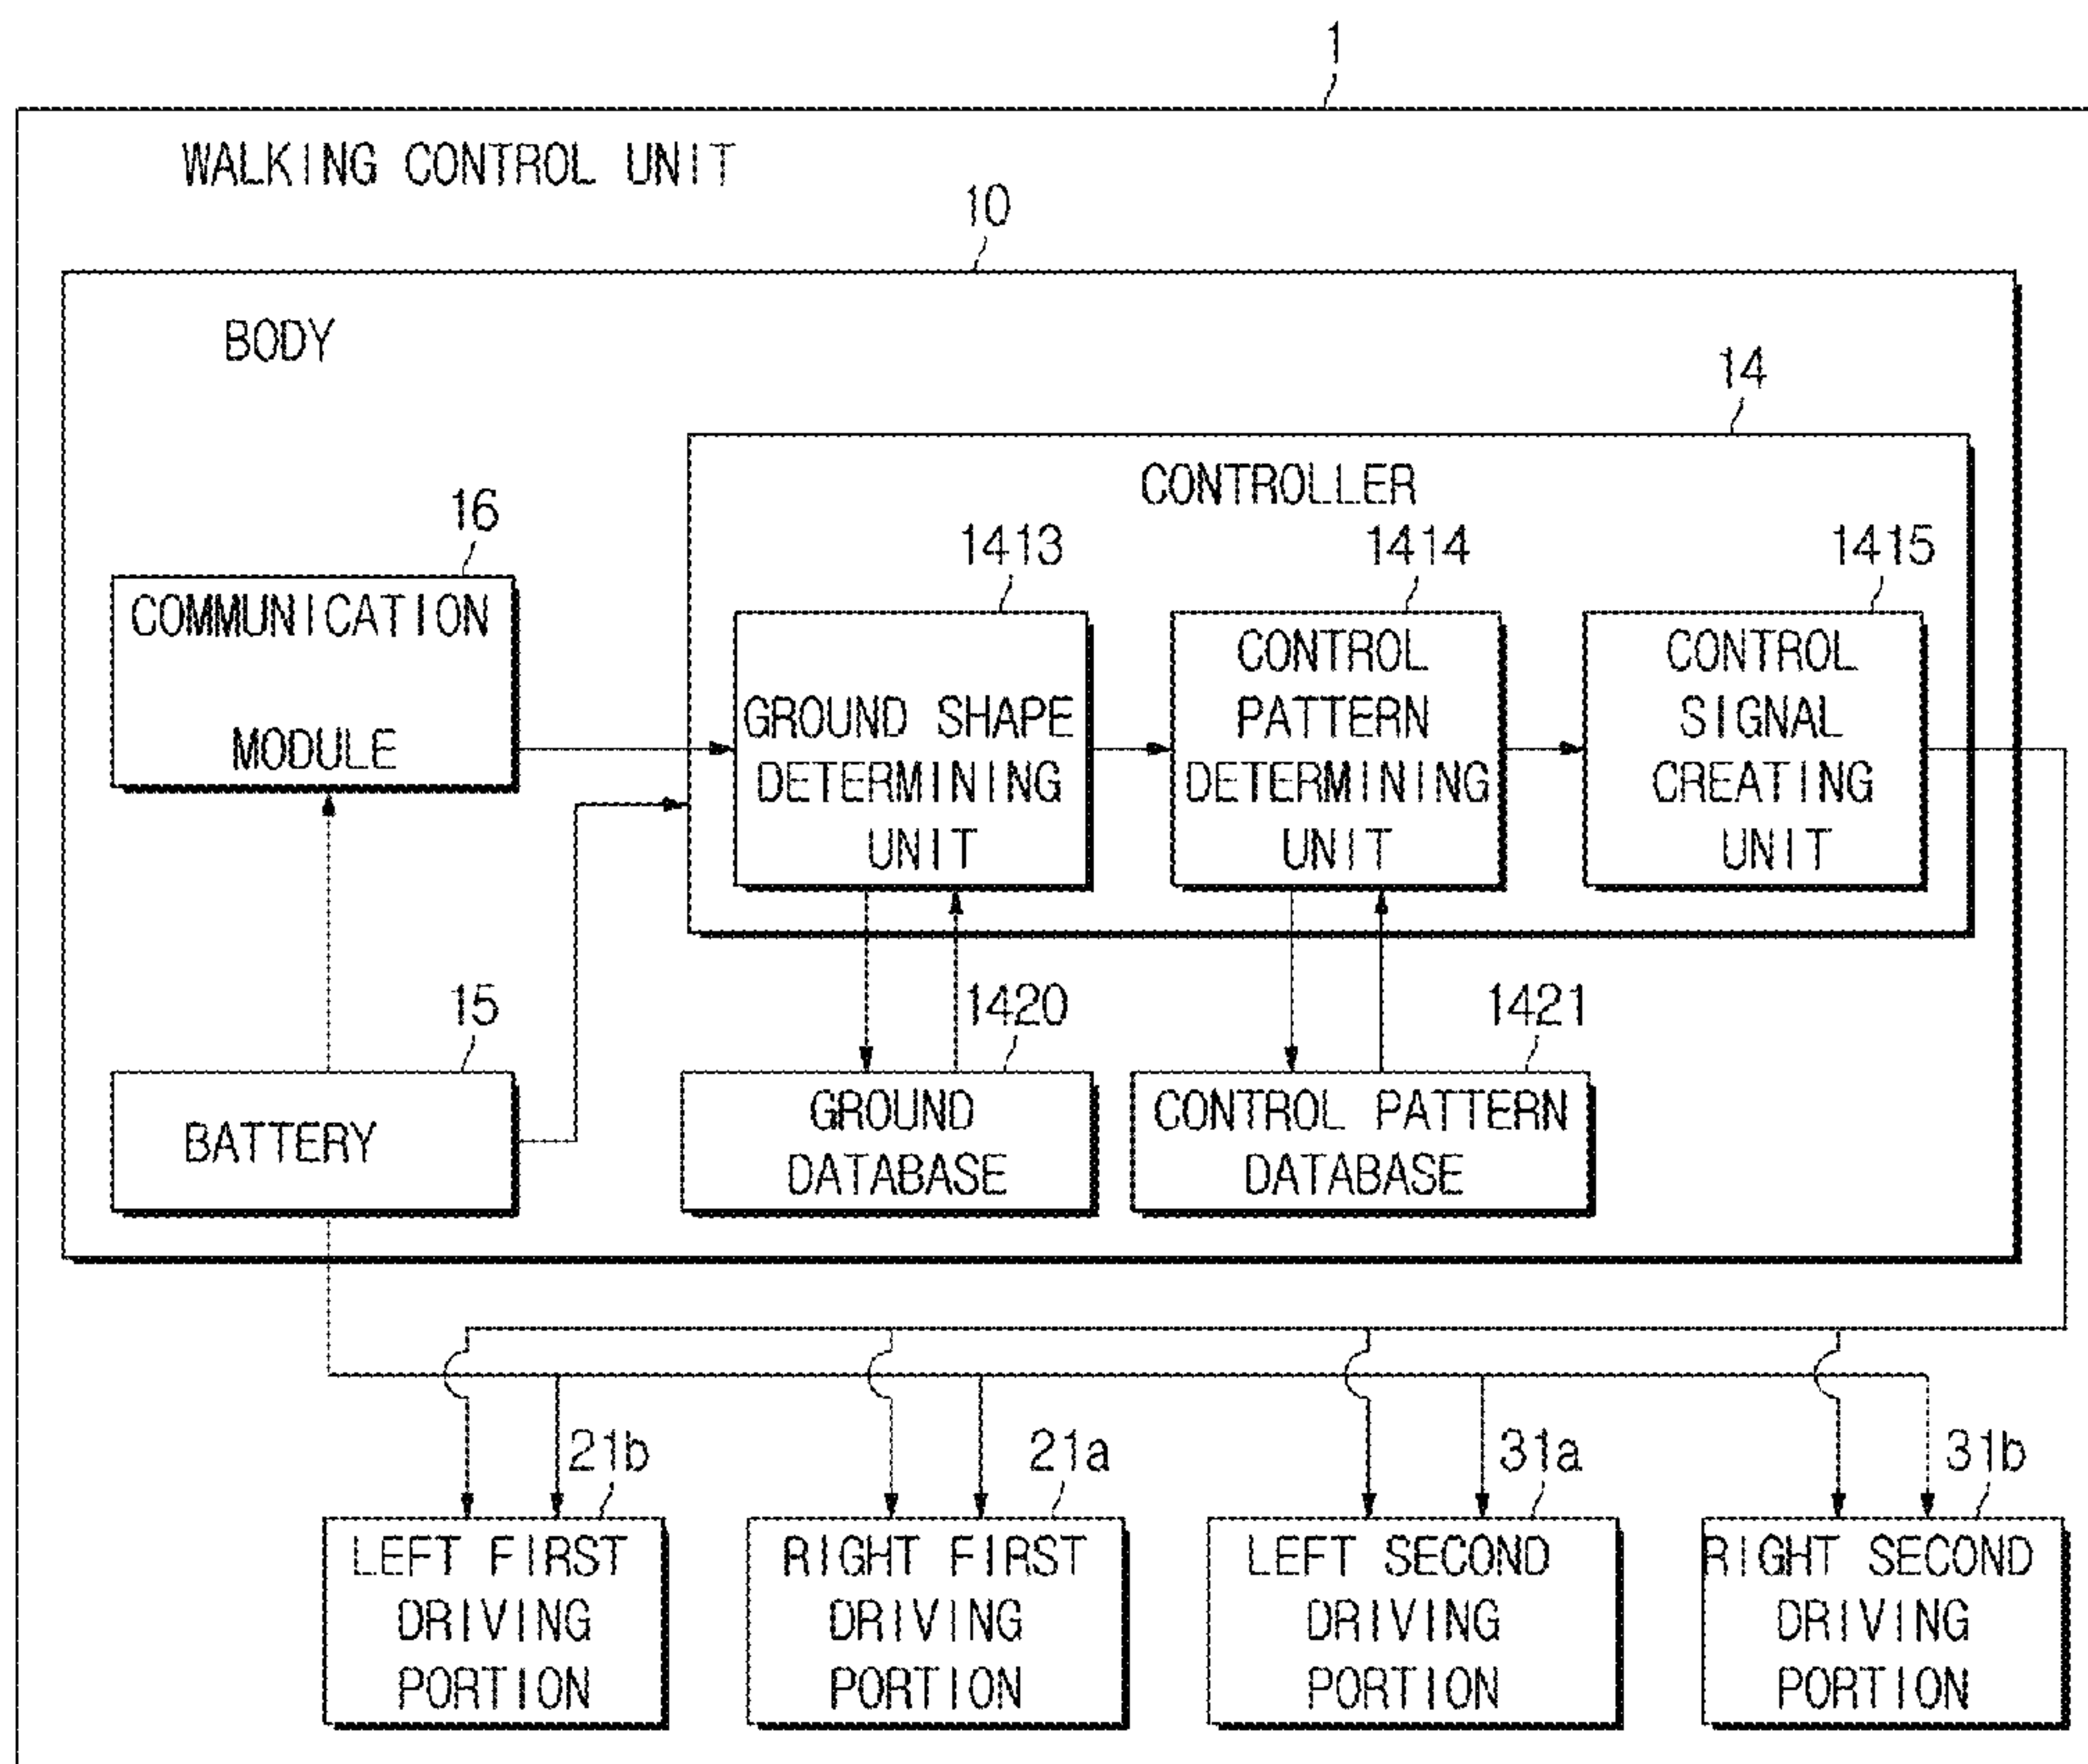 1
WALKING CONTROL UNIT
10
BODY
14
CONTROLLER
16
COMMUNICATION
MODULE
1413
GROUND SHAPE
DETERMINING
UNIT
1414
CONTROL
PATTERN
DETERMINING
UNIT
1415
CONTROL
SIGNAL
CREATING
UNIT
15
BATTERY
1420
GROUND
DATABASE
1421
CONTROL PATTERN
DATABASE
21b
LEFT FIRST
DRIVING
PORTION
21a
RIGHT FIRST
DRIVING
PORTION
31a
LEFT SECOND
DRIVING
PORTION
31b
RIGHT SECOND
DRIVING
PORTION